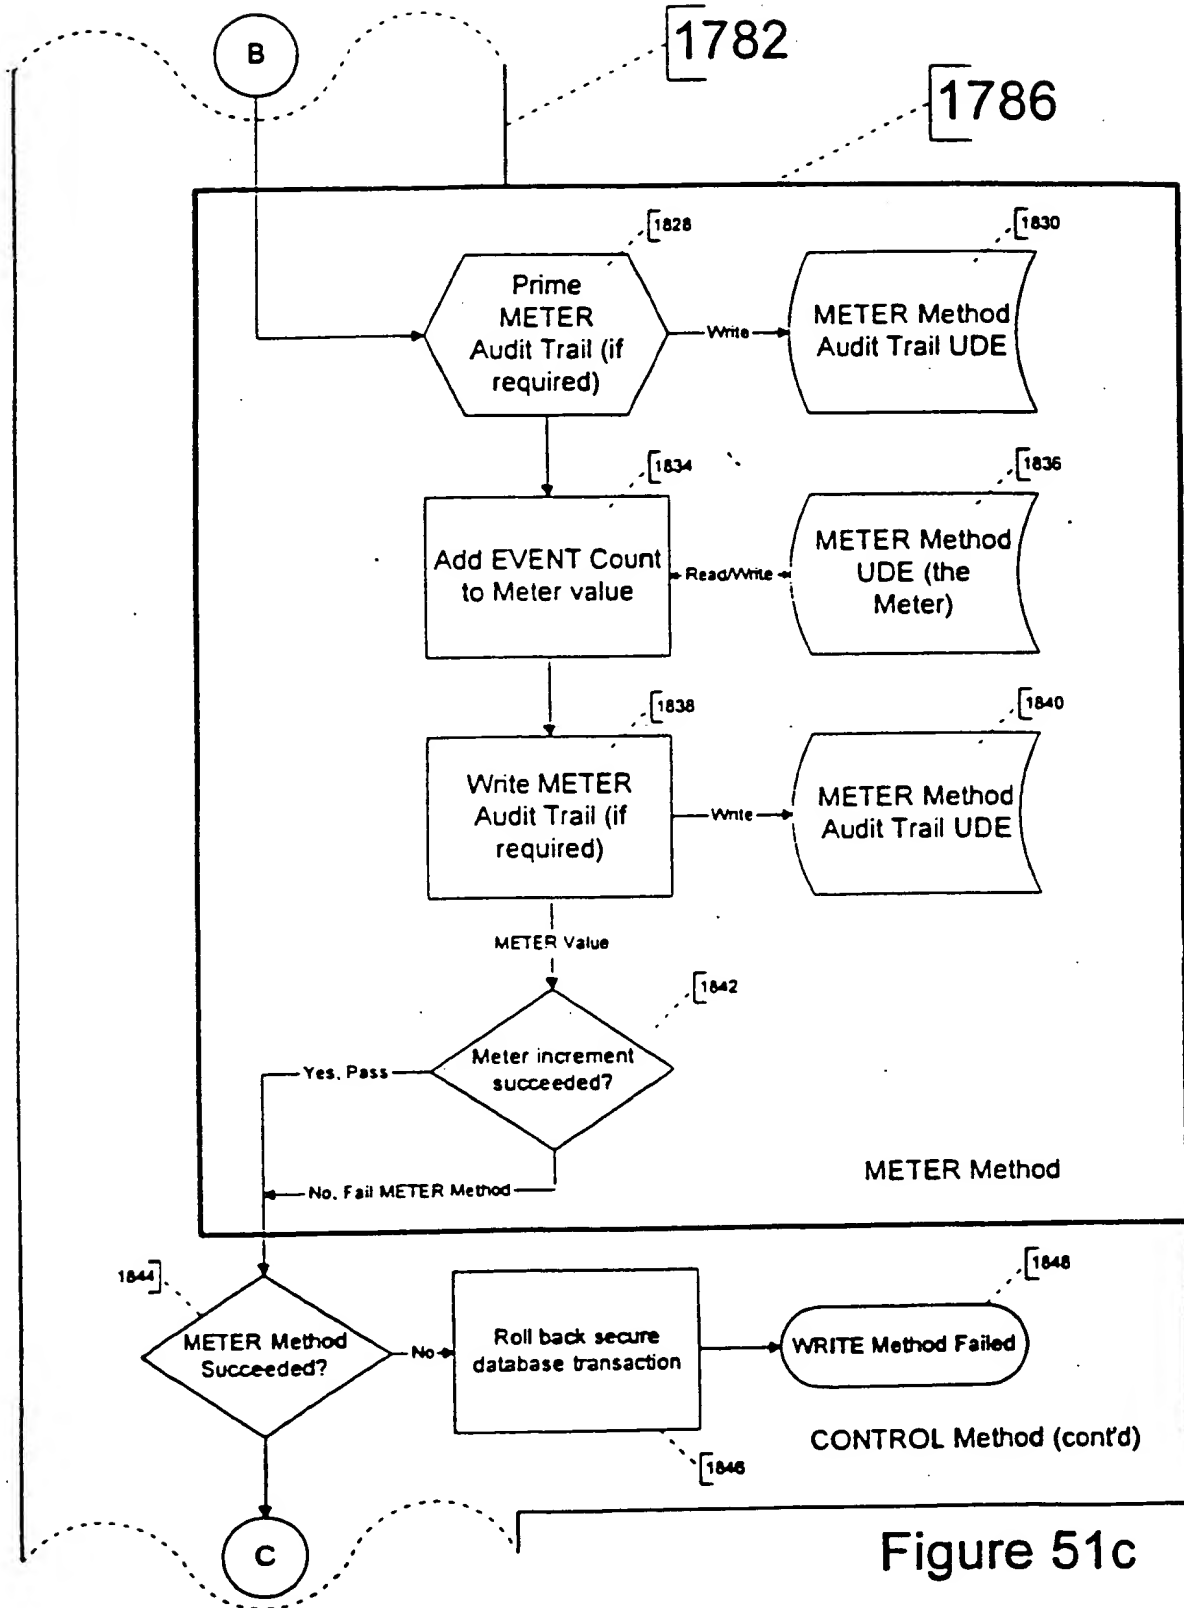 B
1782
1786
1828
1830
Prime
METER
Audit Trail (if
required)
Write
METER Method
Audit Trail UDE
1834
1836
Add EVENT Count
to Meter value
Read/Write
METER Method
UDE (the
Meter)
1838
1840
Write METER
Audit Trail (if
required)
Write
METER Method
Audit Trail UDE
METER Value
1842
Meter increment
succeeded?
Yes, Pass
No, Fail METER Method
METER Method
1844
1848
METER Method
Succeeded?
No
Roll back secure
database transaction
WRITE Method Failed
1846
CONTROL Method (cont'd)
C
Figure 51c